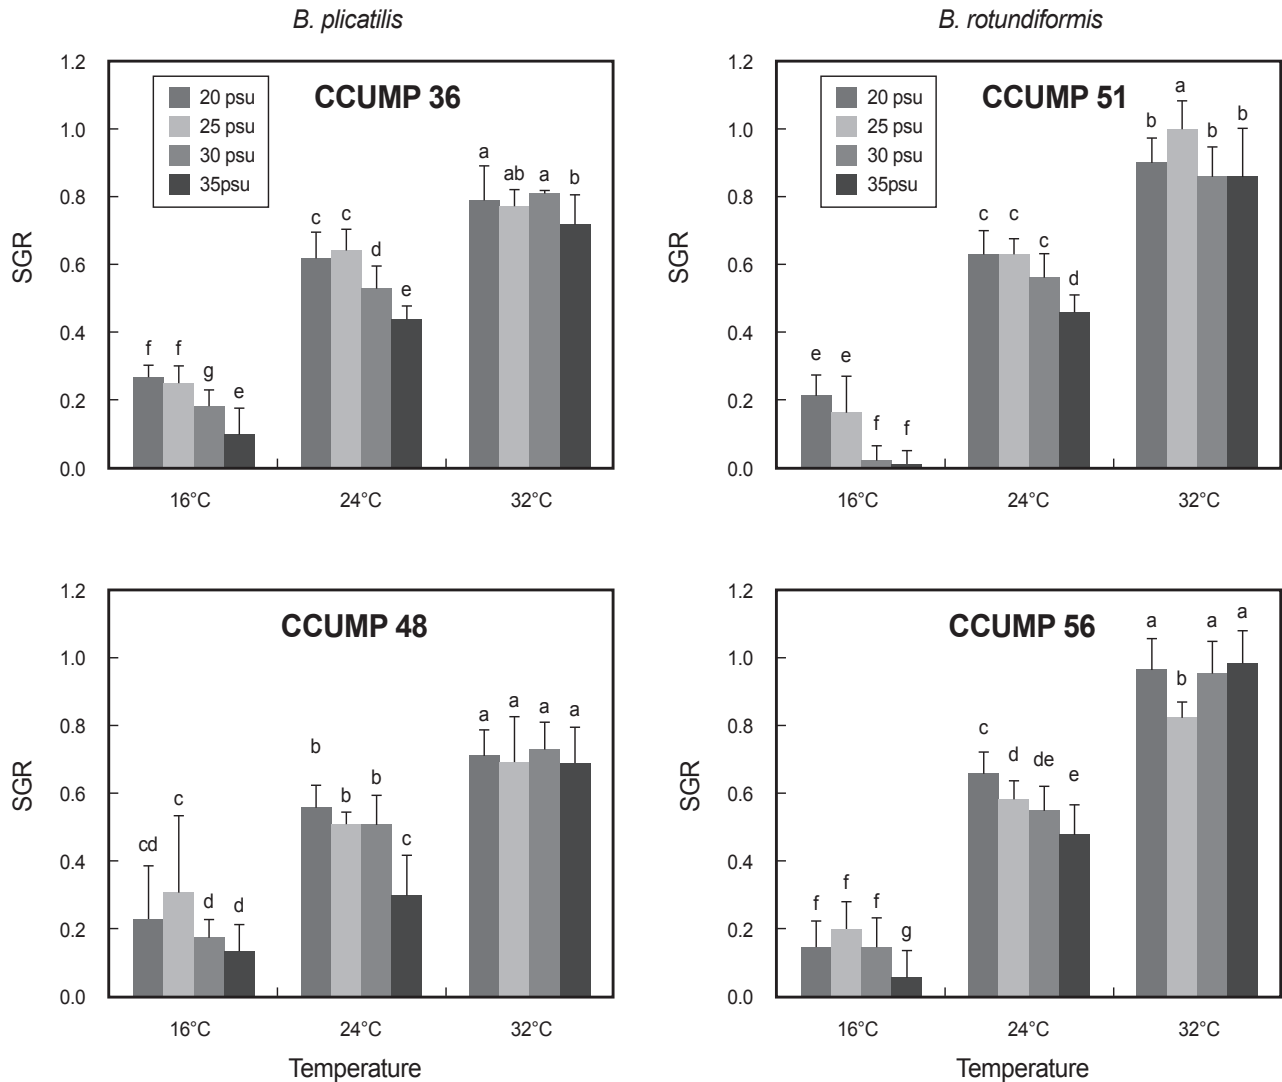 B. plicatilis
B. rotundiformis
1.2
1.0
0.8
0.6
0.4
0.2
0.0
SGR
20 psu
25 psu
30 psu
35psu
CCUMP 36
f f g e
c c d e
a ab a b
16°C 24°C 32°C
1.2
1.0
0.8
0.6
0.4
0.2
0.0
SGR
20 psu
25 psu
30 psu
35psu
CCUMP 51
e e f f
c c c d
b a b b
16°C 24°C 32°C
1.2
1.0
0.8
0.6
0.4
0.2
0.0
SGR
CCUMP 48
cd c d d
b b b c
a a a a
16°C 24°C 32°C
Temperature
1.2
1.0
0.8
0.6
0.4
0.2
0.0
SGR
CCUMP 56
f f f g
c d de e
a b a a
16°C 24°C 32°C
Temperature